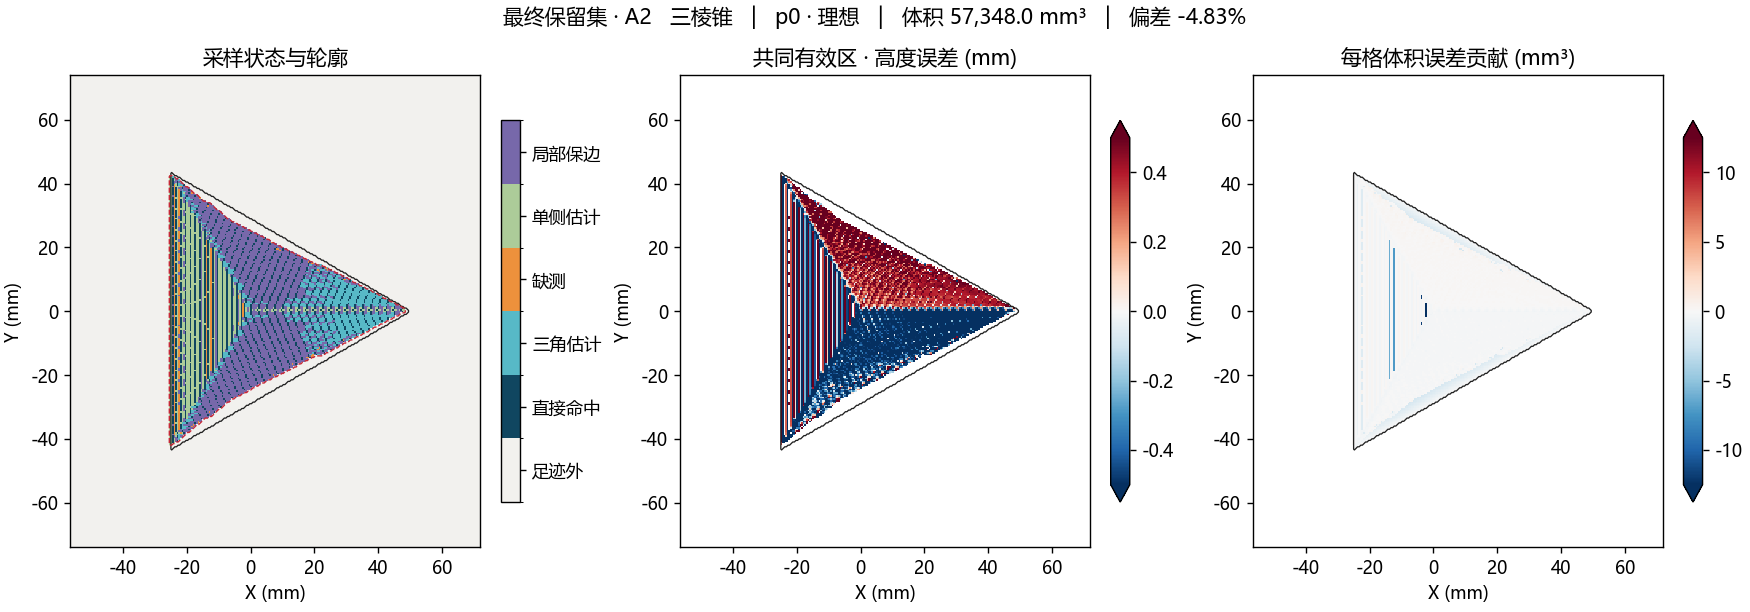 最终保留集 · A2 三棱锥 | p0 · 理想 | 体积 57,348.0 mm³ | 偏差 -4.83%
采样状态与轮廓
60
40
20
0
-20
-40
-60
Y (mm)
-40 -20 0 20 40 60
X (mm)
局部保边
单侧估计
缺测
三角估计
直接命中
足迹外
共同有效区 · 高度误差 (mm)
60
40
20
0
-20
-40
-60
Y (mm)
-40 -20 0 20 40 60
X (mm)
0.4
0.2
0.0
-0.2
-0.4
每格体积误差贡献 (mm³)
60
40
20
0
-20
-40
-60
Y (mm)
-40 -20 0 20 40 60
X (mm)
10
5
0
-5
-10